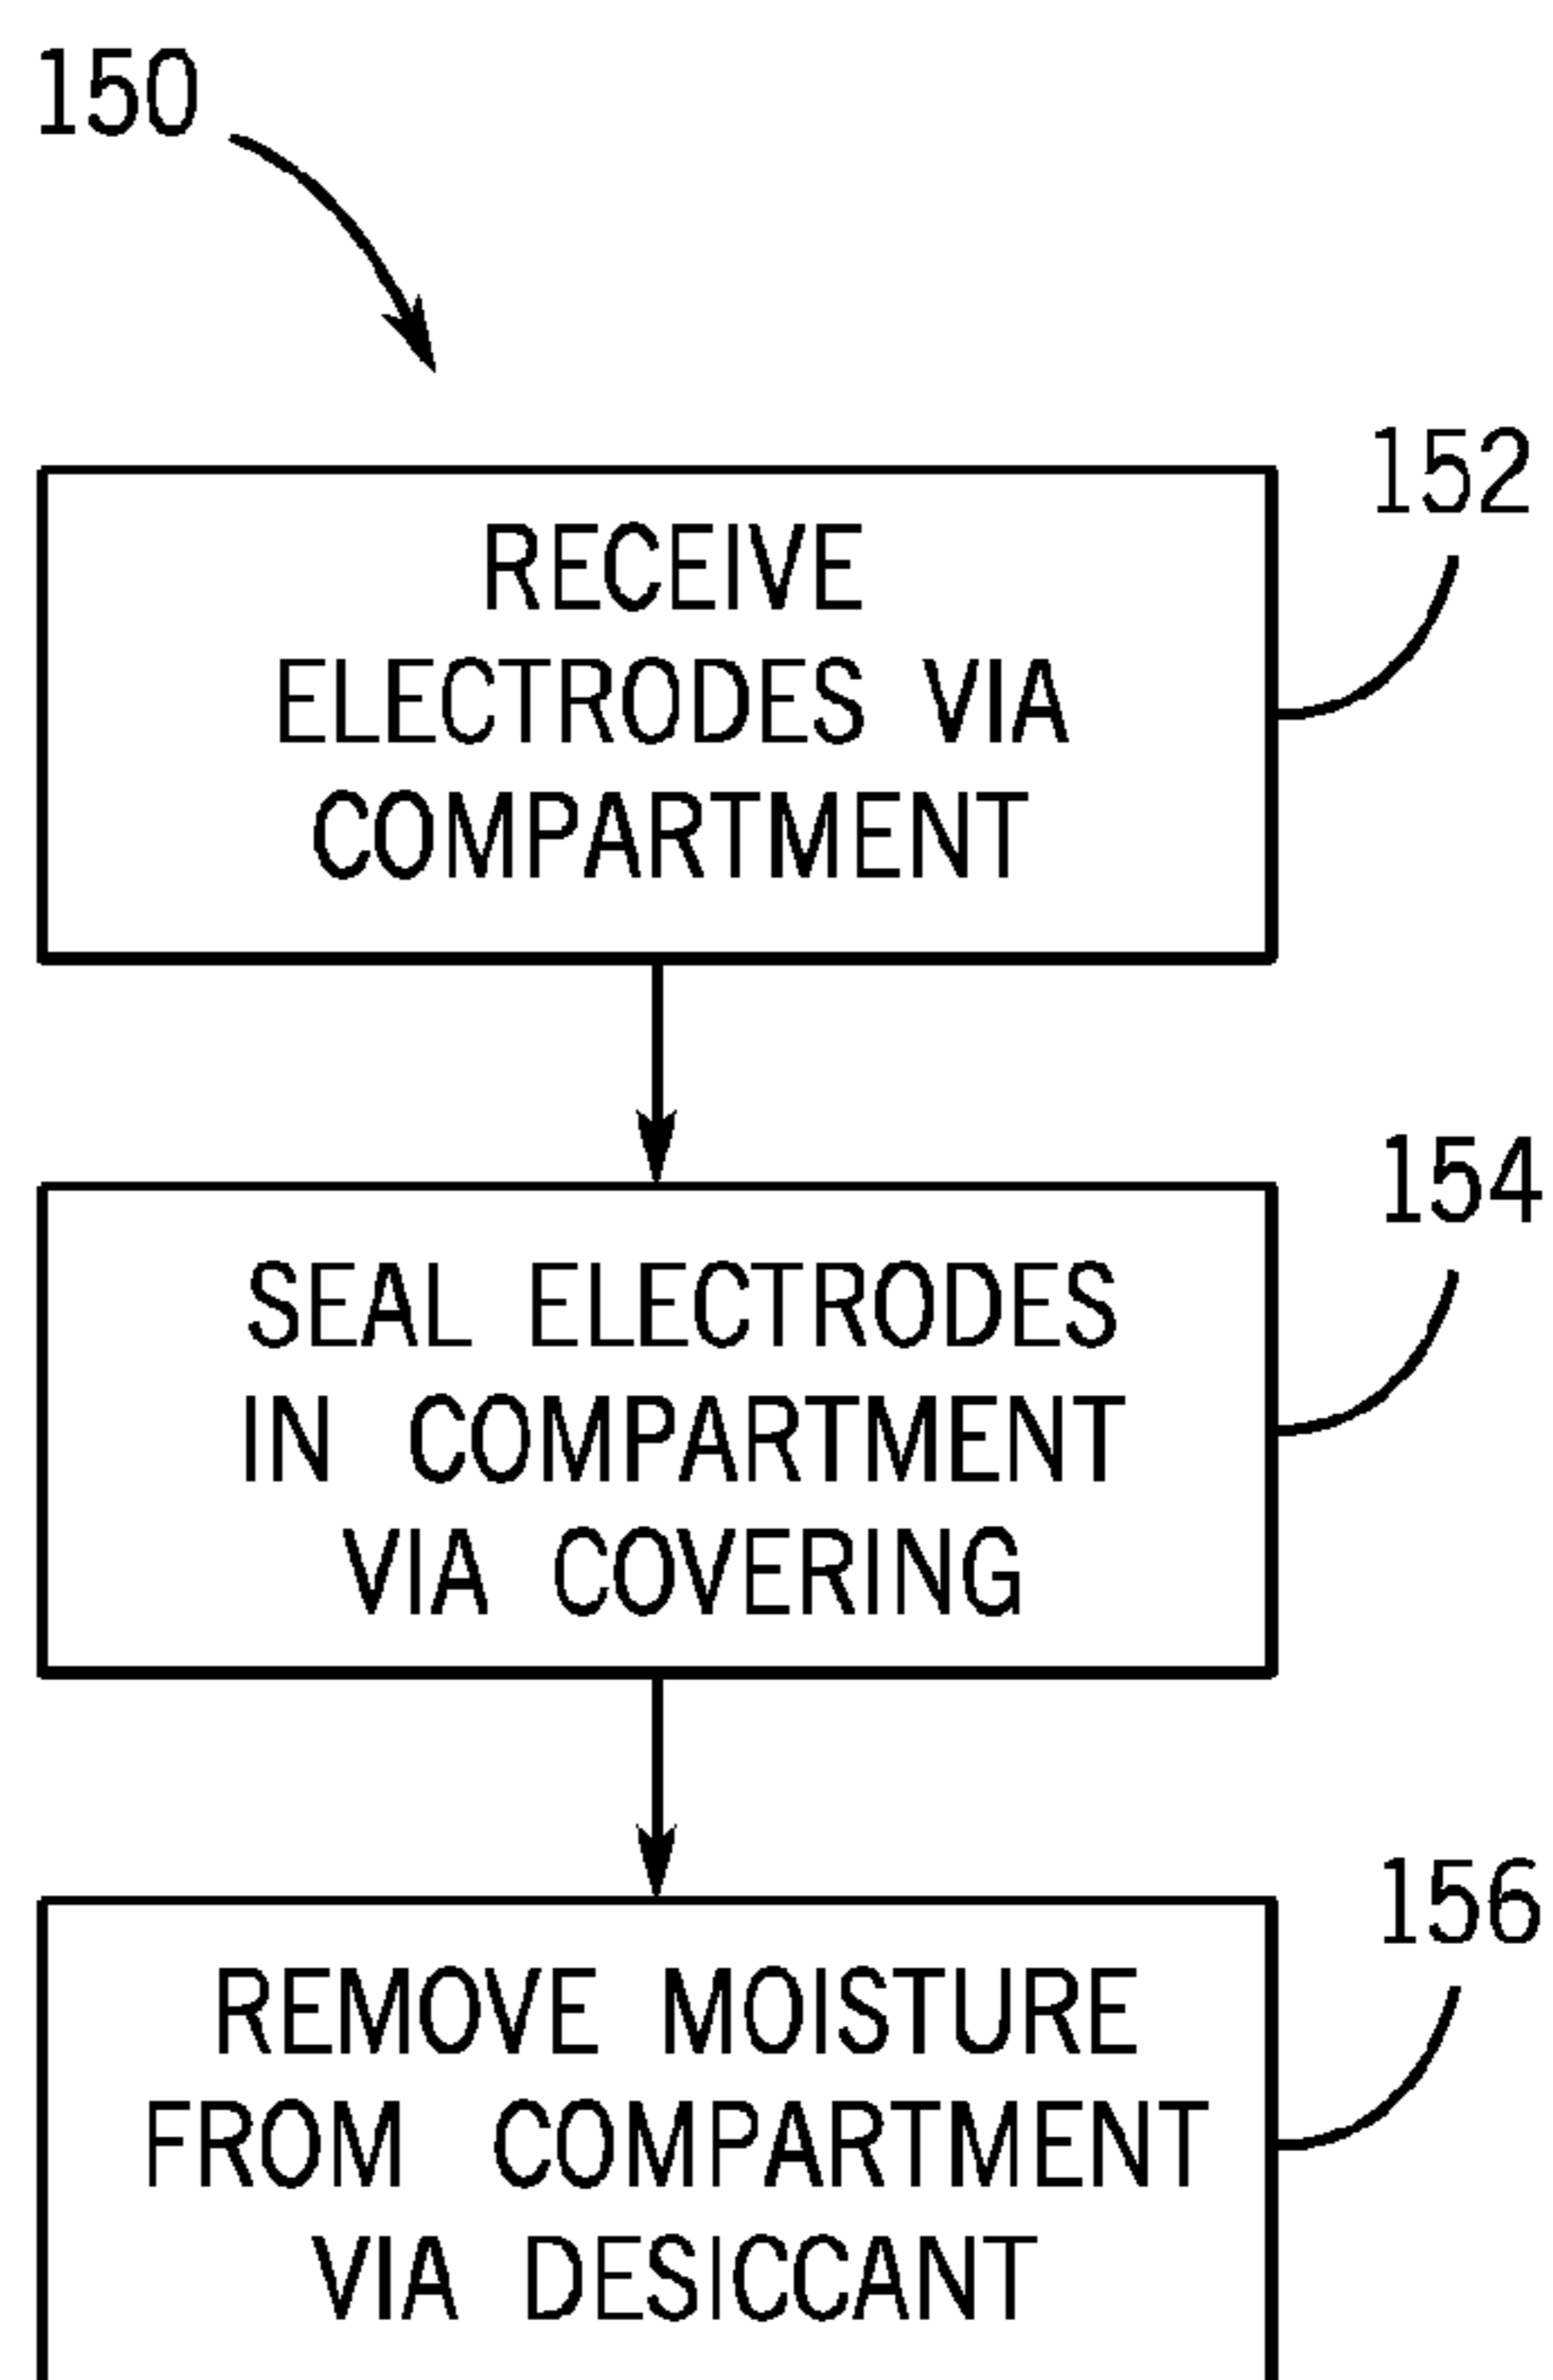 150
152
RECEIVE
ELECTRODES VIA
COMPARTMENT
154
SEAL ELECTRODES
IN COMPARTMENT
VIA COVERING
156
REMOVE MOISTURE
FROM COMPARTMENT
VIA DESICCANT